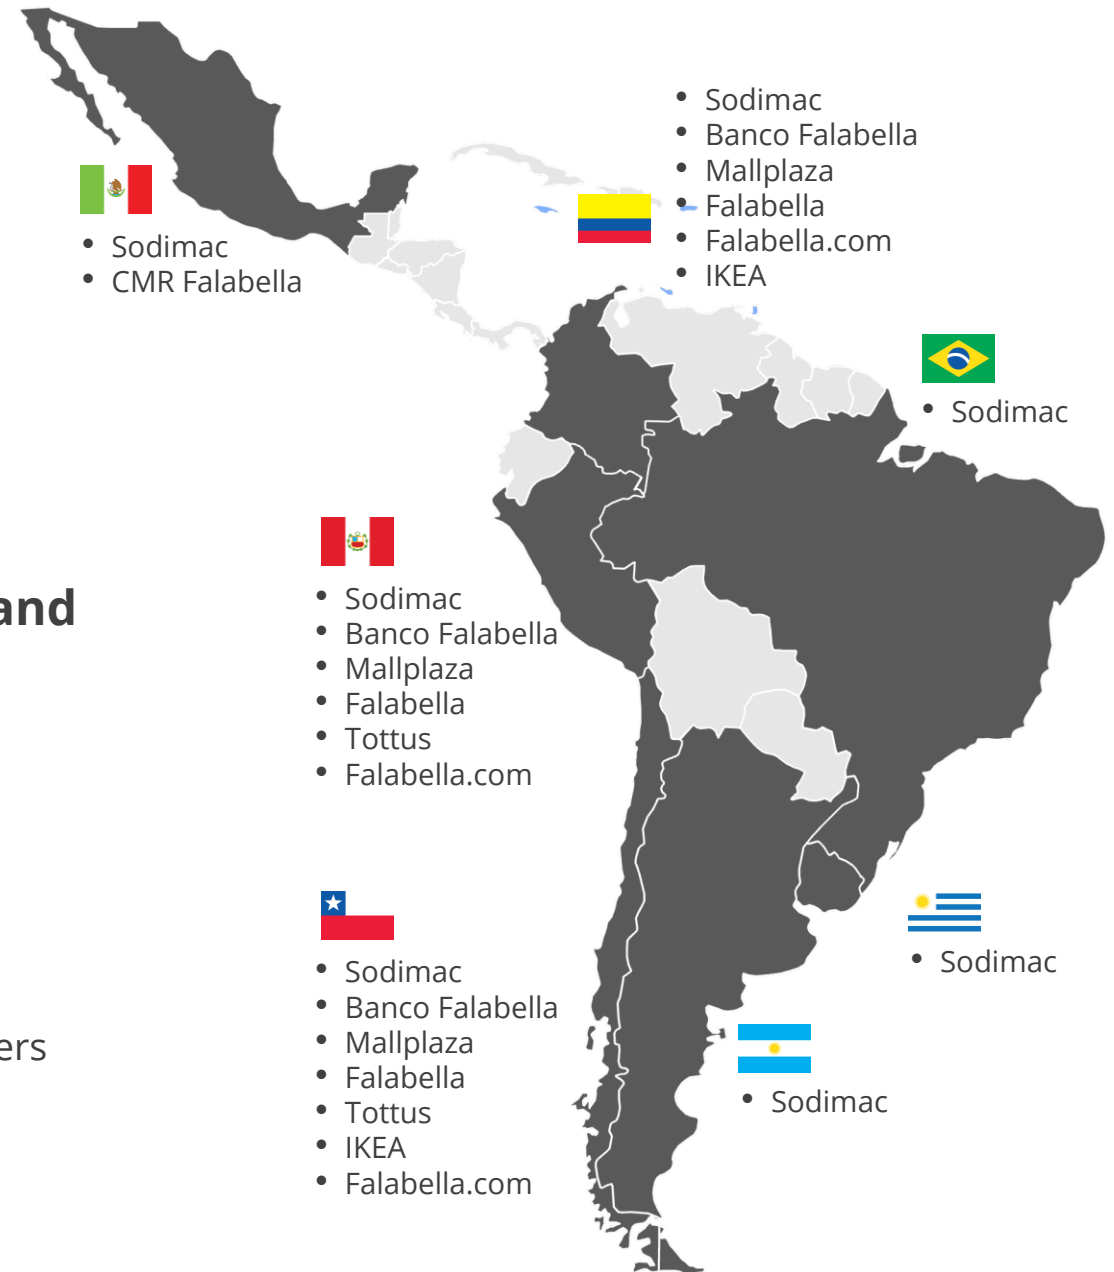 • Sodimac
• Banco Falabella
• Mallplaza
• Falabella
• Falabella.com
• IKEA
• Sodimac
• CMR Falabella
• Sodimac
and
• Sodimac
• Banco Falabella
• Mallplaza
• Falabella
• Tottus
• Falabella.com
• Sodimac
• Banco Falabella
• Mallplaza
• Falabella
• Tottus
• IKEA
• Falabella.com
ers
• Sodimac
• Sodimac